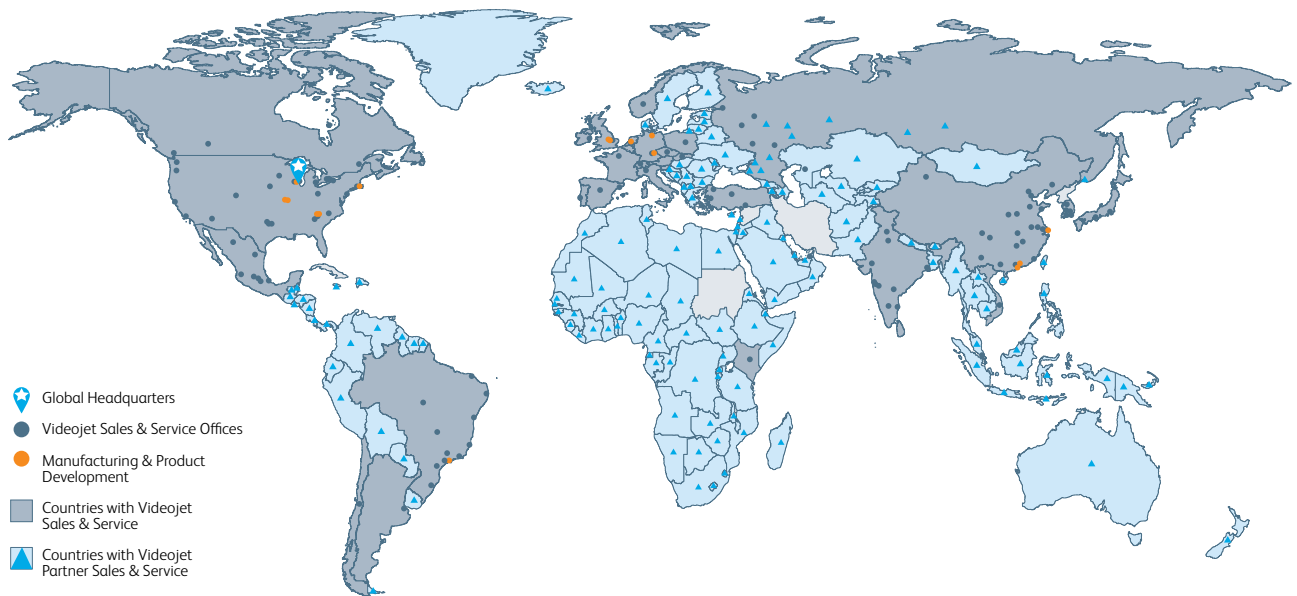 Global Headquarters
Videojet Sales & Service Offices
Manufacturing & Product
Development
Countries with Videojet
Sales & Service
Countries with Videojet
Partner Sales & Service